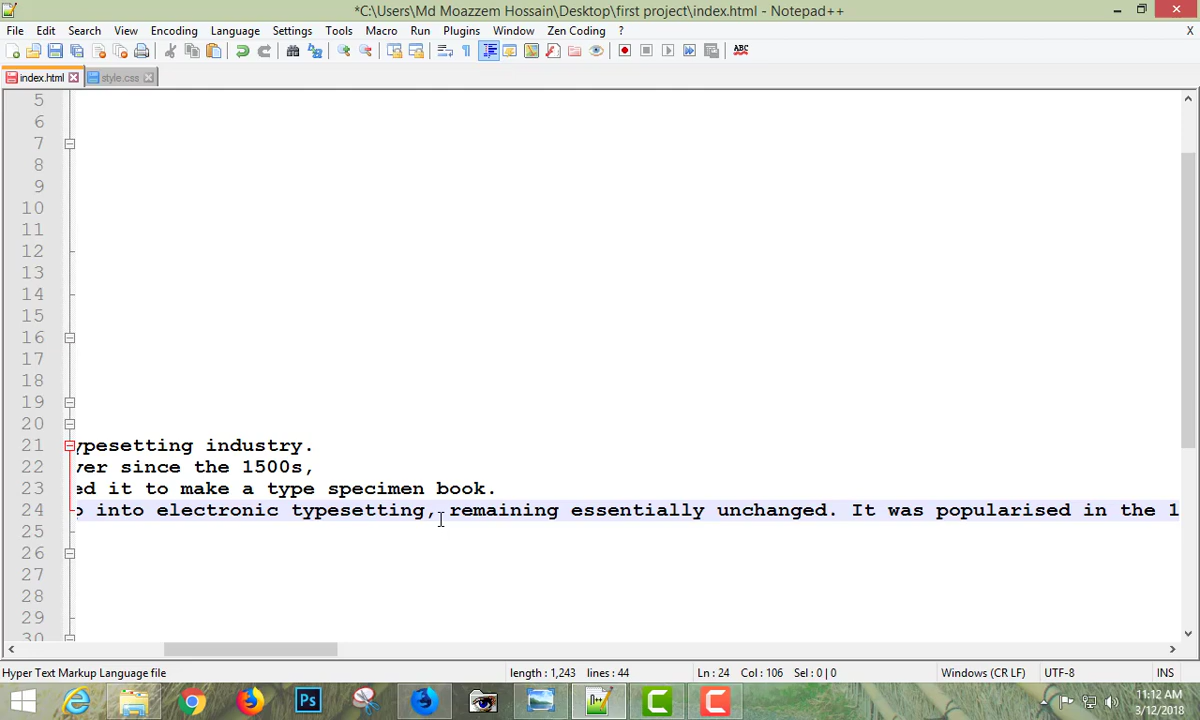 *C:\Users\Md Moazzem Hossain\Desktop\first project\index.html - Notepad++
File Edit Search View Encoding Language Settings Tools Macro Run Plugins Window Zen Coding ? X
ABC
index.html style.css
5
6
7
8
9
10
11
12
13
14
15
16
17
18
19
20
21 ypesetting industry.
22 ver since the 1500s,
23 ed it to make a type specimen book.
24 p into electronic typesetting, remaining essentially unchanged. It was popularised in the 1
25
26
27
28
29
30
Hyper Text Markup Language file length : 1,243 lines : 44 Ln : 24 Col : 106 Sel : 0 | 0 Windows (CR LF) UTF-8 INS
Ps
11:12 AM
3/12/2018